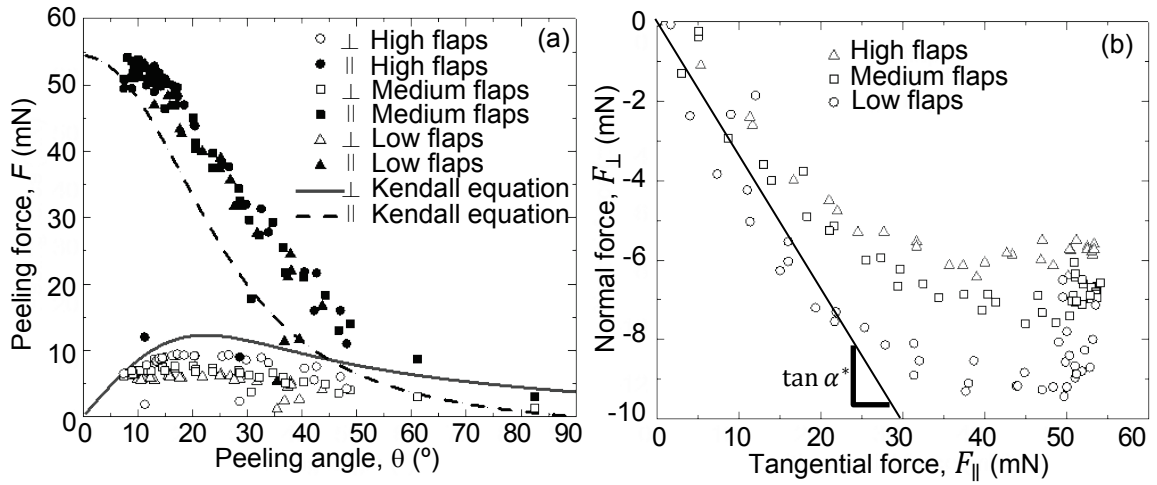 60
50
40
30
20
10
0
Peeling force, F (mN)
(a)
⊥ High flaps
∥ High flaps
⊥ Medium flaps
∥ Medium flaps
⊥ Low flaps
∥ Low flaps
⊥ Kendall equation
∥ Kendall equation
0 10 20 30 40 50 60 70 80 90
Peeling angle, θ (º)
0
-2
-4
-6
-8
-10
Normal force, F⊥ (mN)
(b)
High flaps
Medium flaps
Low flaps
tan α*
0 10 20 30 40 50 60
Tangential force, F∥ (mN)